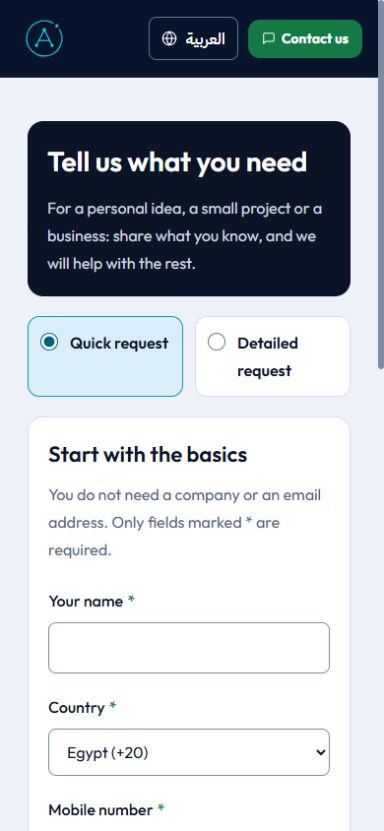 العربية
Contact us
Tell us what you need
For a personal idea, a small project or a
business: share what you know, and we
will help with the rest.
Quick request
Detailed
request
Start with the basics
You do not need a company or an email
address. Only fields marked * are
required.
Your name *
Country *
Egypt (+20)
Mobile number *